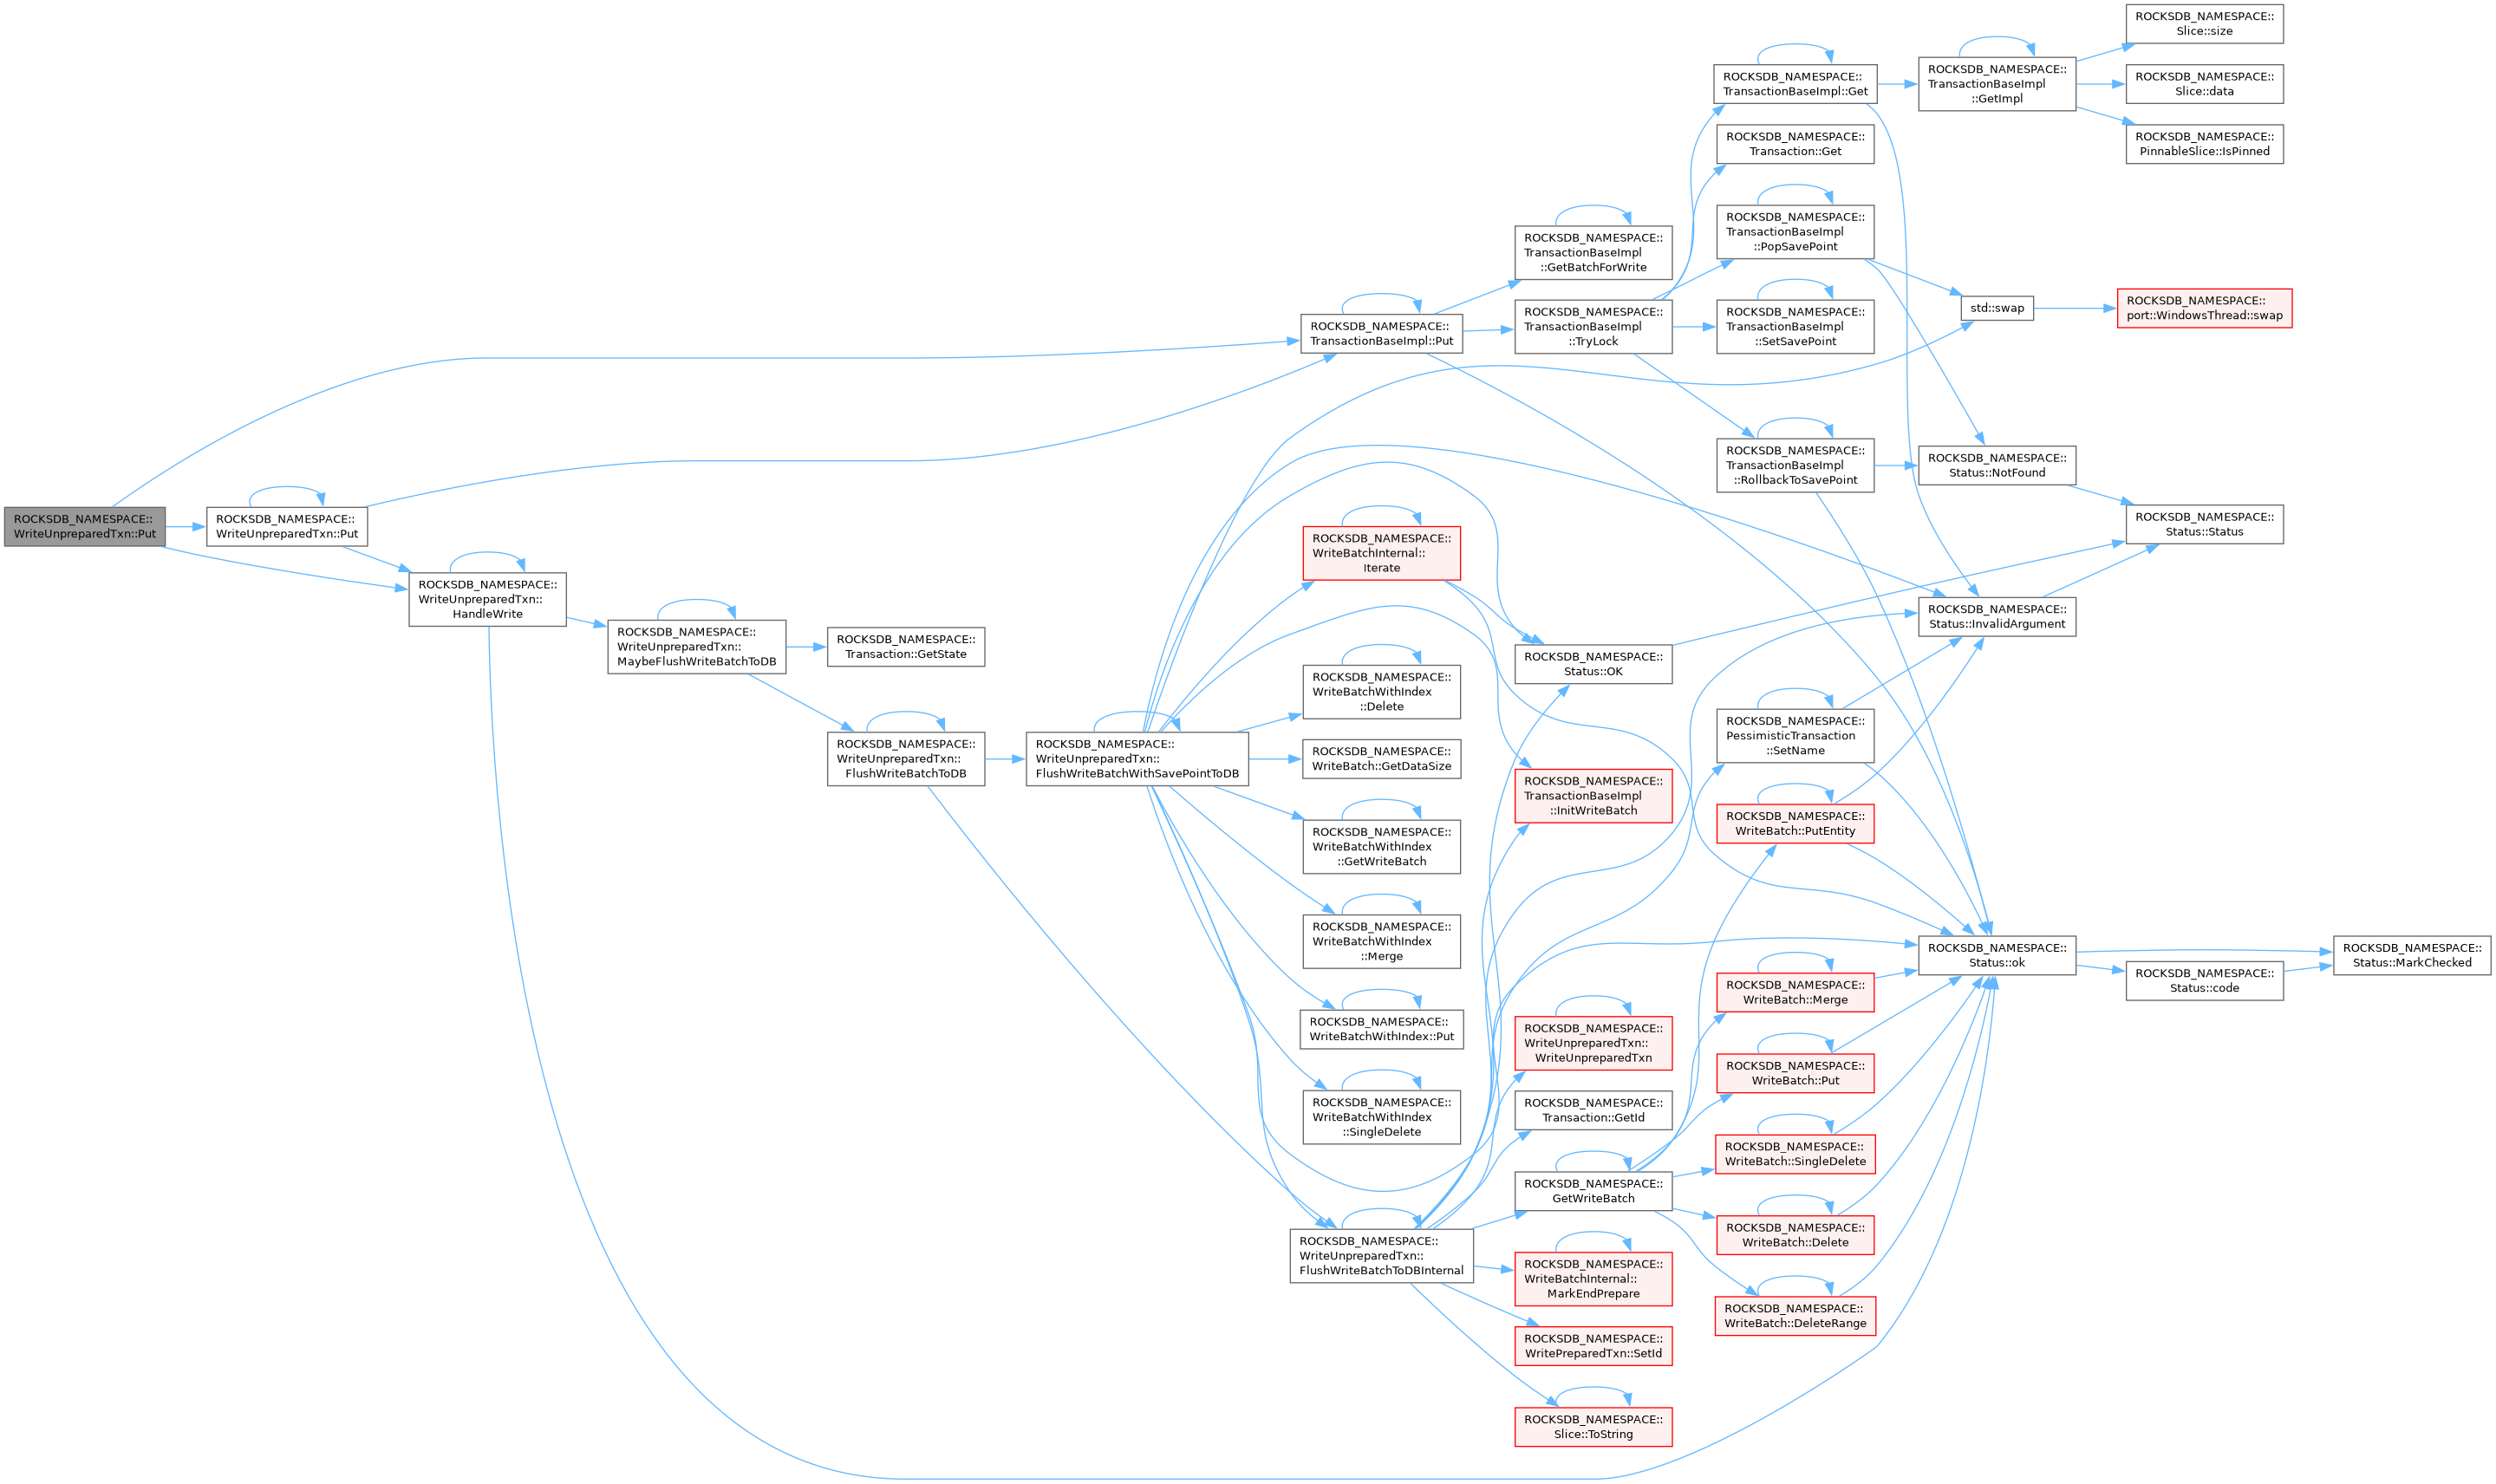 ROCKSDB_NAMESPACE::
WriteUnpreparedTxn::Put
ROCKSDB_NAMESPACE::
WriteUnpreparedTxn::Put
ROCKSDB_NAMESPACE::
WriteUnpreparedTxn::
HandleWrite
ROCKSDB_NAMESPACE::
WriteUnpreparedTxn::
MaybeFlushWriteBatchToDB
ROCKSDB_NAMESPACE::
Transaction::GetState
ROCKSDB_NAMESPACE::
WriteUnpreparedTxn::
FlushWriteBatchToDB
ROCKSDB_NAMESPACE::
WriteUnpreparedTxn::
FlushWriteBatchWithSavePointToDB
ROCKSDB_NAMESPACE::
TransactionBaseImpl::Put
ROCKSDB_NAMESPACE::
WriteBatchInternal::
Iterate
ROCKSDB_NAMESPACE::
WriteBatchWithIndex
::Delete
ROCKSDB_NAMESPACE::
WriteBatch::GetDataSize
ROCKSDB_NAMESPACE::
WriteBatchWithIndex
::GetWriteBatch
ROCKSDB_NAMESPACE::
WriteBatchWithIndex
::Merge
ROCKSDB_NAMESPACE::
WriteBatchWithIndex::Put
ROCKSDB_NAMESPACE::
WriteBatchWithIndex
::SingleDelete
ROCKSDB_NAMESPACE::
WriteUnpreparedTxn::
FlushWriteBatchToDBInternal
ROCKSDB_NAMESPACE::
TransactionBaseImpl
::GetBatchForWrite
ROCKSDB_NAMESPACE::
TransactionBaseImpl
::TryLock
ROCKSDB_NAMESPACE::
Status::OK
ROCKSDB_NAMESPACE::
TransactionBaseImpl
::InitWriteBatch
ROCKSDB_NAMESPACE::
WriteUnpreparedTxn::
WriteUnpreparedTxn
ROCKSDB_NAMESPACE::
Transaction::GetId
ROCKSDB_NAMESPACE::
GetWriteBatch
ROCKSDB_NAMESPACE::
WriteBatchInternal::
MarkEndPrepare
ROCKSDB_NAMESPACE::
WritePreparedTxn::SetId
ROCKSDB_NAMESPACE::
Slice::ToString
ROCKSDB_NAMESPACE::
TransactionBaseImpl::Get
ROCKSDB_NAMESPACE::
Transaction::Get
ROCKSDB_NAMESPACE::
TransactionBaseImpl
::PopSavePoint
ROCKSDB_NAMESPACE::
TransactionBaseImpl
::SetSavePoint
ROCKSDB_NAMESPACE::
TransactionBaseImpl
::RollbackToSavePoint
ROCKSDB_NAMESPACE::
PessimisticTransaction
::SetName
ROCKSDB_NAMESPACE::
WriteBatch::PutEntity
ROCKSDB_NAMESPACE::
WriteBatch::Merge
ROCKSDB_NAMESPACE::
WriteBatch::Put
ROCKSDB_NAMESPACE::
WriteBatch::SingleDelete
ROCKSDB_NAMESPACE::
WriteBatch::Delete
ROCKSDB_NAMESPACE::
WriteBatch::DeleteRange
ROCKSDB_NAMESPACE::
TransactionBaseImpl
::GetImpl
std::swap
ROCKSDB_NAMESPACE::
Status::NotFound
ROCKSDB_NAMESPACE::
Status::InvalidArgument
ROCKSDB_NAMESPACE::
Status::ok
ROCKSDB_NAMESPACE::
Slice::size
ROCKSDB_NAMESPACE::
Slice::data
ROCKSDB_NAMESPACE::
PinnableSlice::IsPinned
ROCKSDB_NAMESPACE::
port::WindowsThread::swap
ROCKSDB_NAMESPACE::
Status::Status
ROCKSDB_NAMESPACE::
Status::code
ROCKSDB_NAMESPACE::
Status::MarkChecked